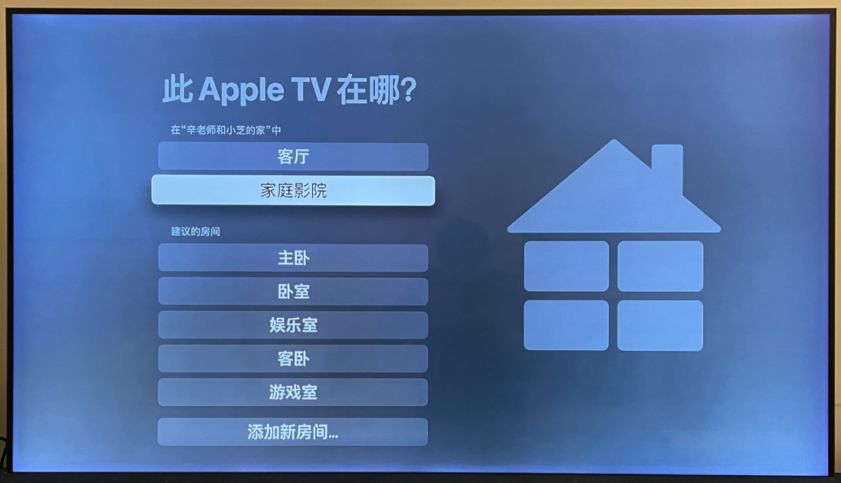 此 Apple TV 在哪？
在“辛老师和小芝的家”中
客厅
家庭影院
建议的房间
主卧
卧室
娱乐室
客卧
游戏室
添加新房间...